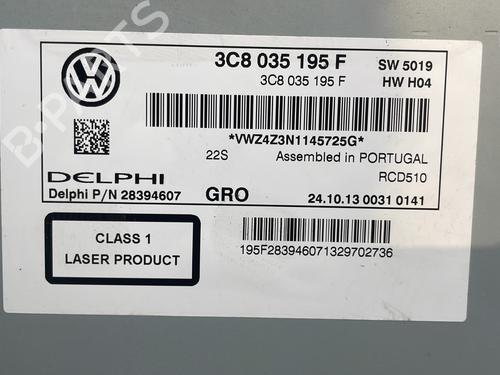 3C8 035 195 F SW 5019
3C8 035 195 F HW H04
*VWZ4Z3N1145725G*
22S Assembled in PORTUGAL
DELPHI RCD510
Delphi P/N 28394607 GRO 24.10.13 0031 0141
CLASS 1
LASER PRODUCT
195F283946071329702736
B-PARTS